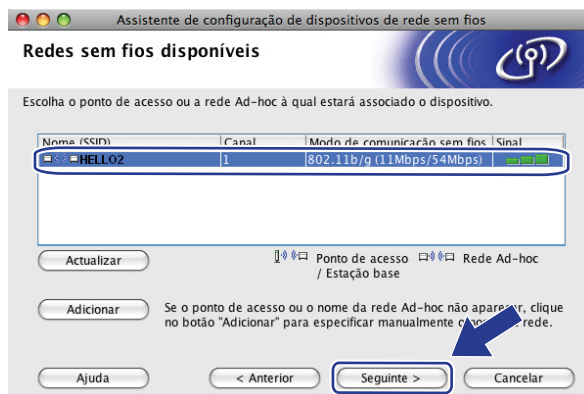 Assistente de configuração de dispositivos de rede sem fios
Redes sem fios disponíveis
Escolha o ponto de acesso ou a rede Ad-hoc à qual estará associado o dispositivo.
Nome (SSID) Canal Modo de comunicação sem fios Sinal
HELLO2 1 802.11b/g (11Mbps/54Mbps)
Actualizar
Ponto de acesso Rede Ad-hoc
/ Estação base
Adicionar
Se o ponto de acesso ou o nome da rede Ad-hoc não aparecer, clique
no botão "Adicionar" para especificar manualmente o rede.
Ajuda < Anterior Seguinte > Cancelar